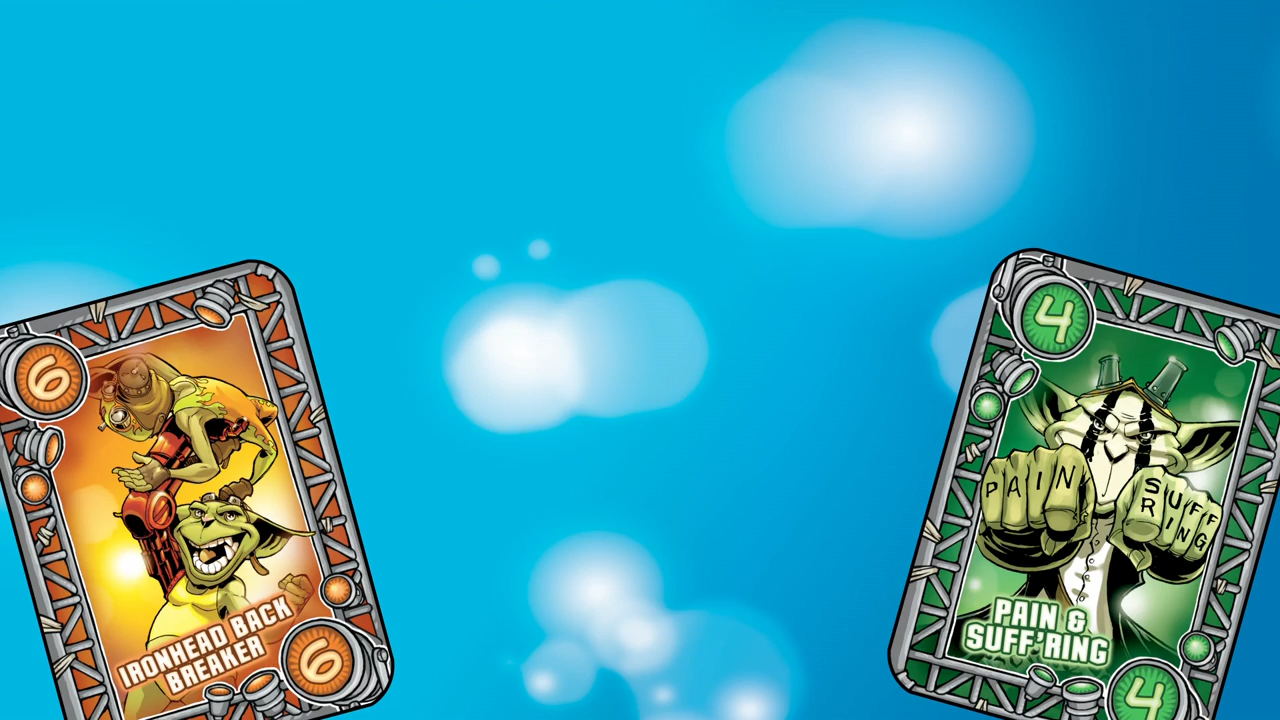 6
IRONHEAD BACK
BREAKER
6
4
PAIN
SUFF
RING
PAIN &
SUFF'RING
4